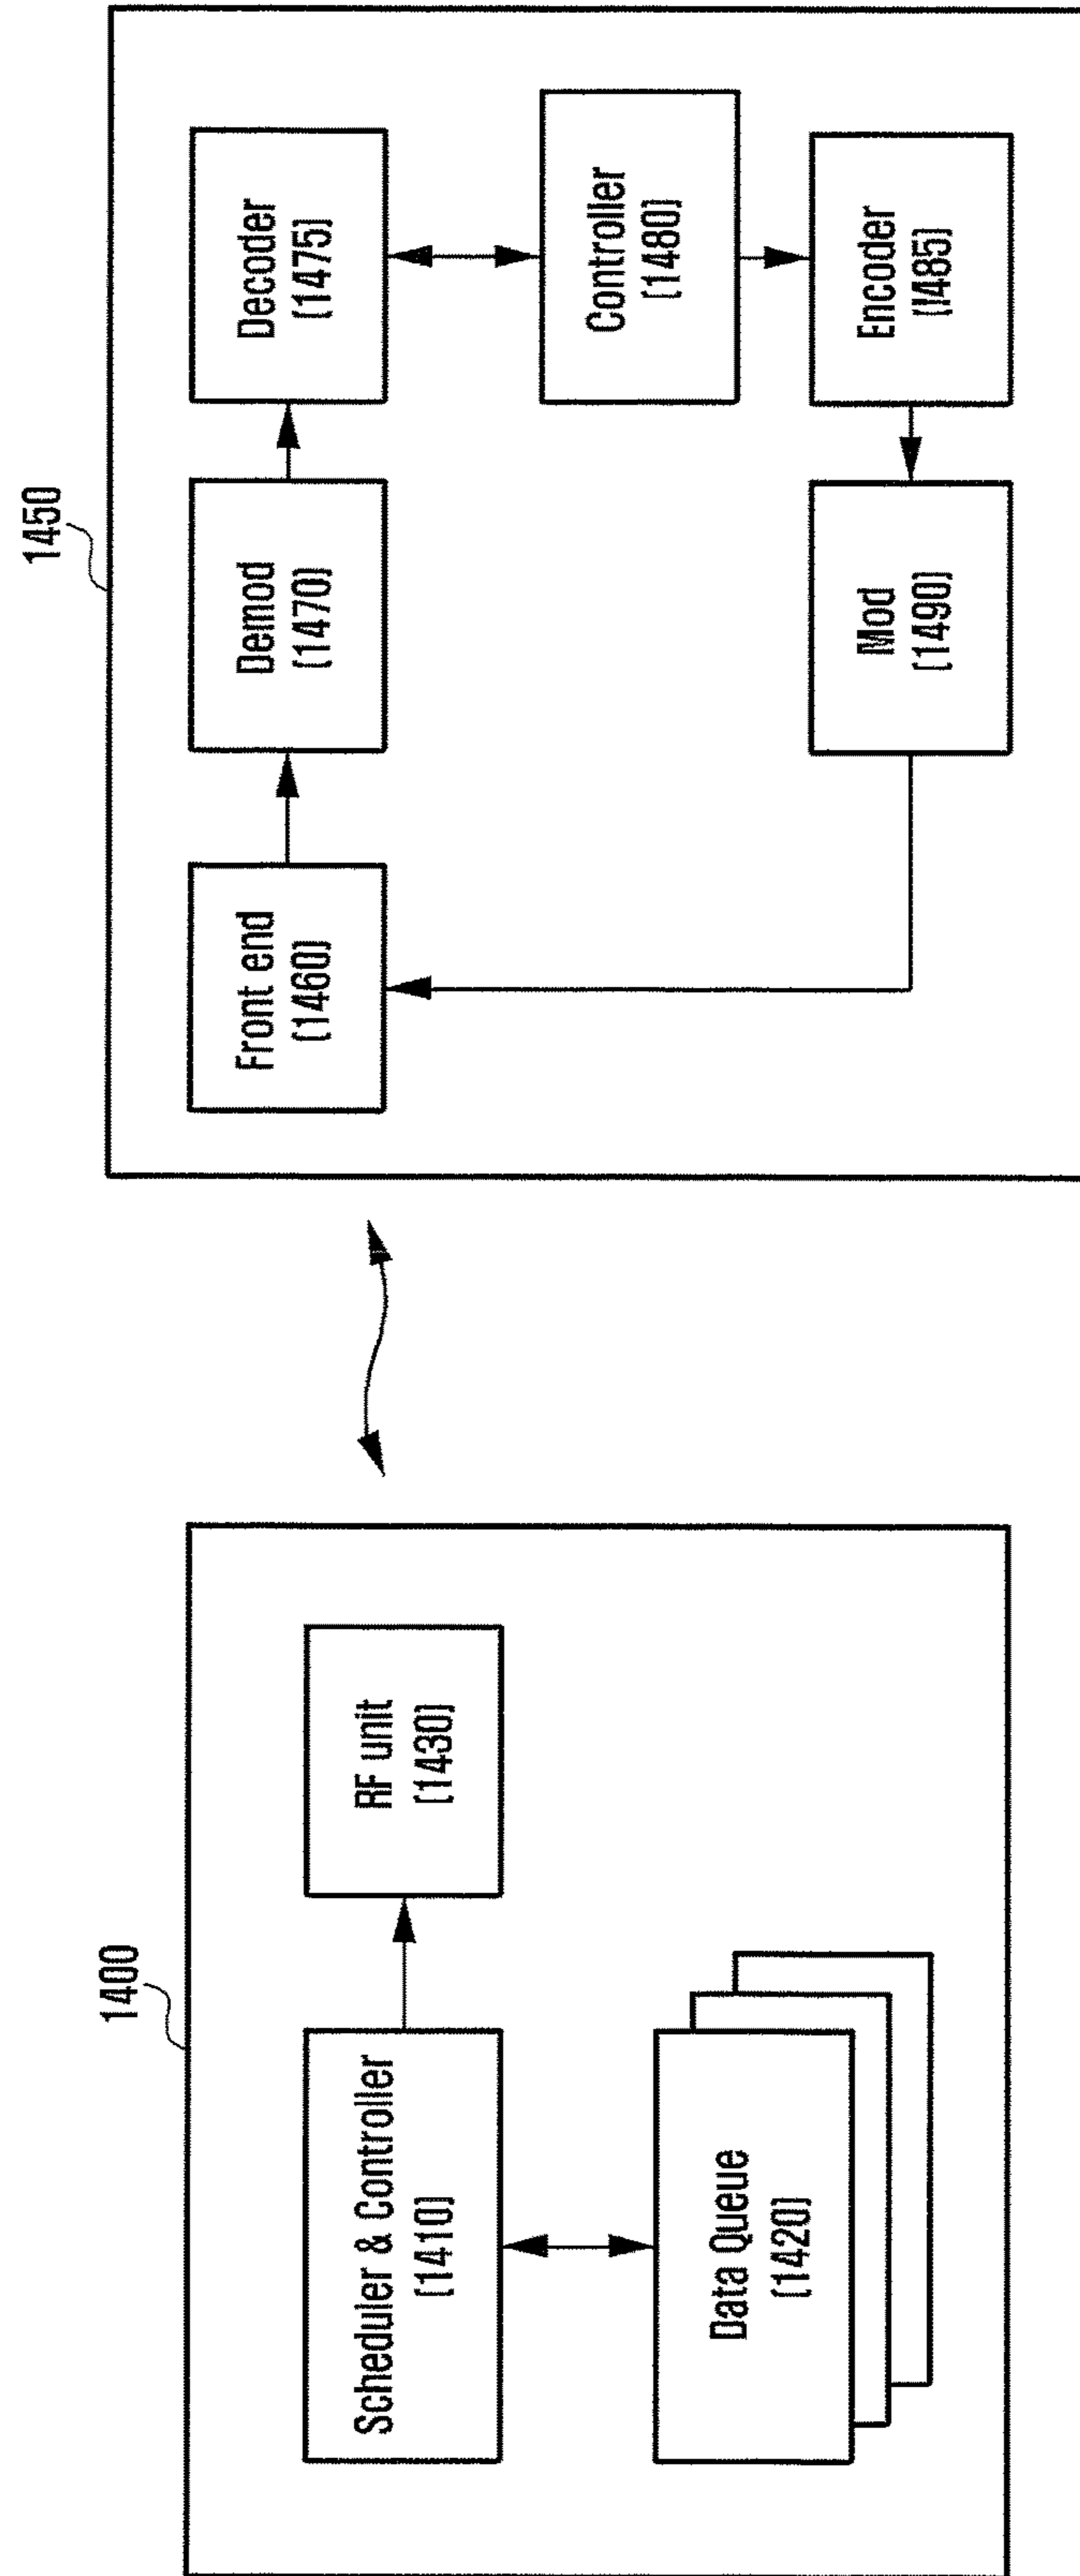 1400
Scheduler & Controller
(1410)
RF unit
(1430)
Data Queue
(1420)
1450
Front end
(1460)
Demod
(1470)
Decoder
(1475)
Controller
(1480)
Mod
(1490)
Encoder
(1485)